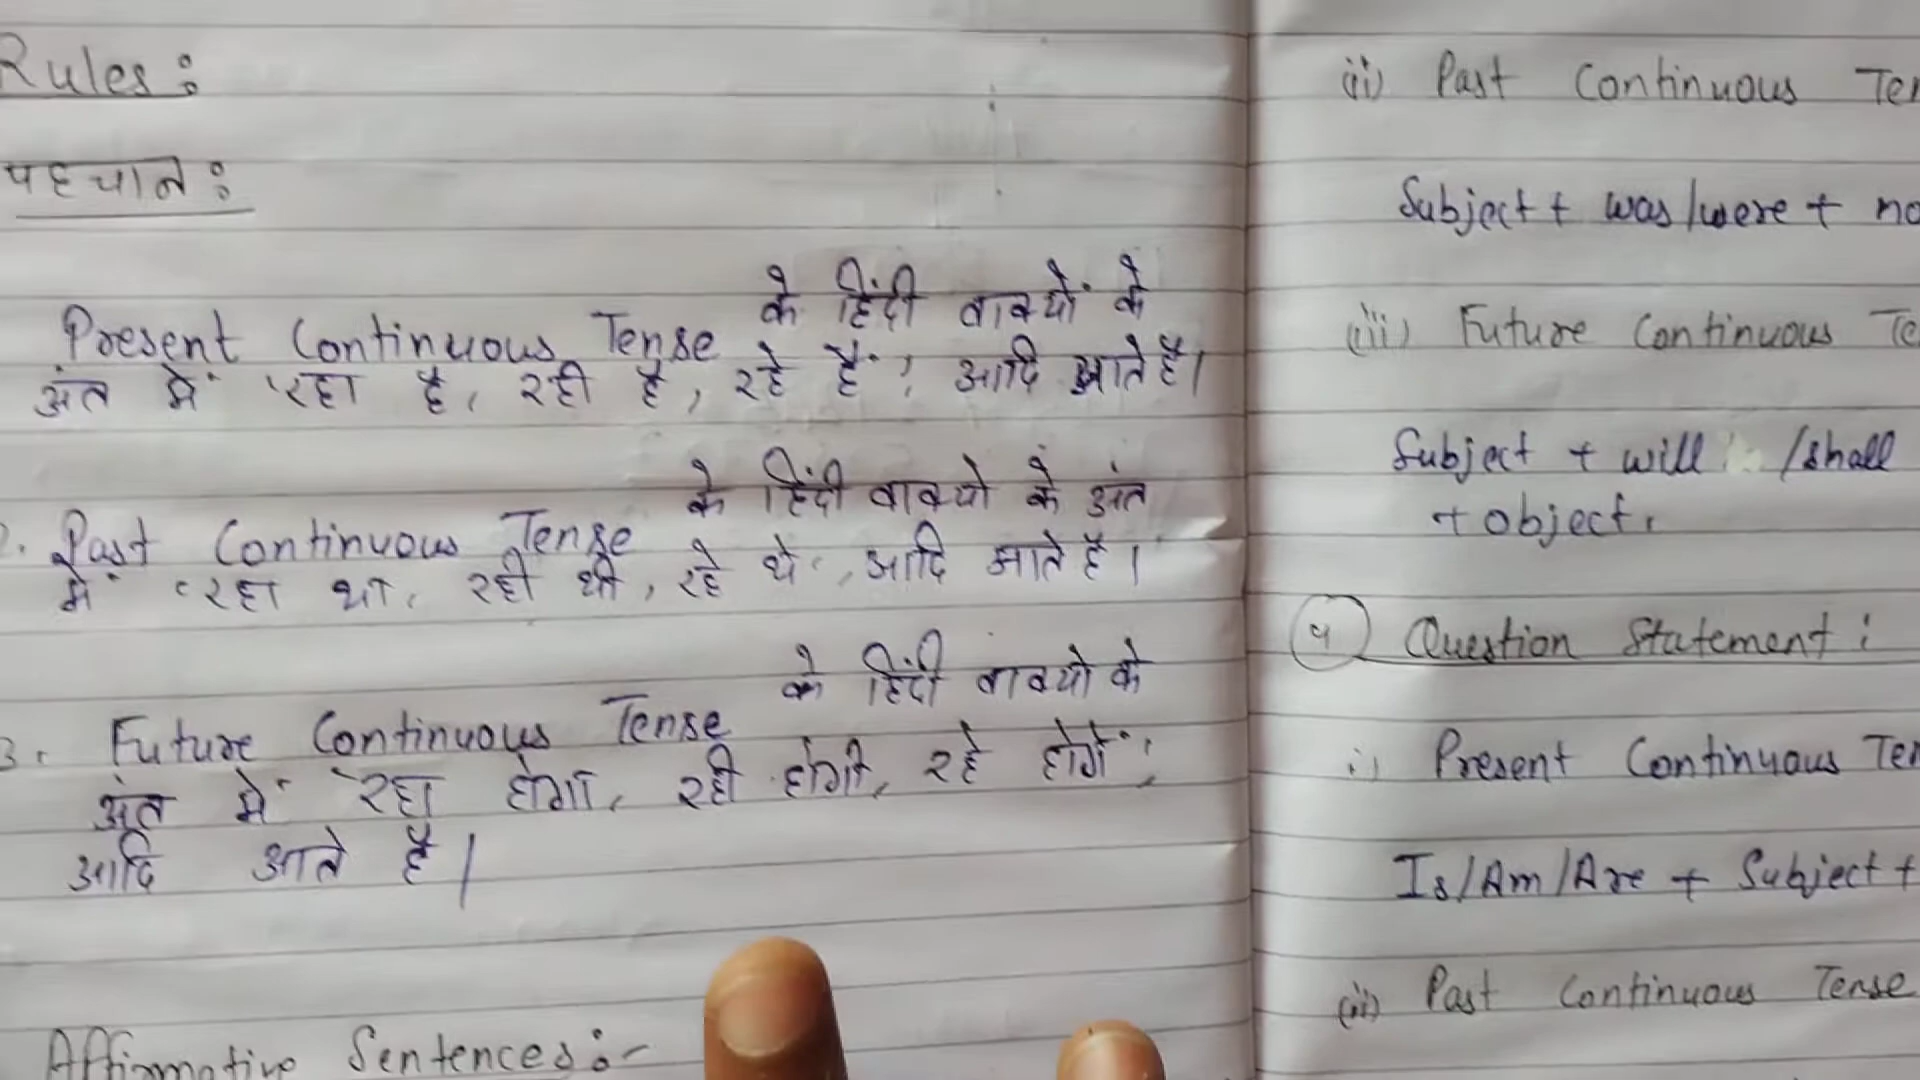 Rules:
पहचान:
Present Continuous Tense के हिंदी वाक्यों के
अंत में रहा है, रही है, रहे हैं, आदि आते है।
2. Past Continuous Tense के हिंदी वाक्यो के अंत
में रहा था, रही थी, रहे थे, आदि आते है।
3. Future Continuous Tense के हिंदी वाक्यो के
अंत में रहा होगा, रही होगी, रहे होगें,
आदि आते है।
Affirmative Sentences:-
(ii) Past Continuous
Subject + was/were +
(iii) Future Continuous
Subject + will /shall
+ object.
4 Question Statement:
i) Present Continuous
Is/Am/Are + Subject +
(ii) Past Continuous Tense